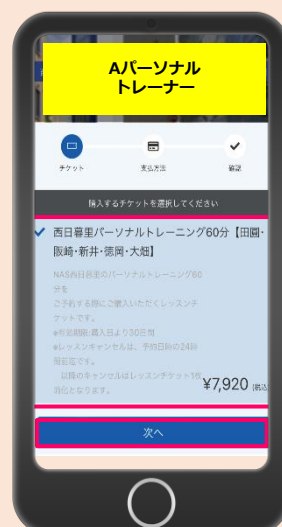 Aパーソナル
トレーナー
チケット
支払方法
確認
購入するチケットを選択してください
西日暮里パーソナルトレーニング60分【田園・
阪崎・新井・徳岡・大畑】
NAS西日暮里のパーソナルトレーニング60
分を
ご予約する際にご購入いただくレッスンチ
ケットです。
●有効期限:購入日より30日間
●レッスンキャンセルは、予約日時の24時
間前迄です。
以降のキャンセルはレッスンチケット1枚
消化となります。
¥7,920 (税込
次へ